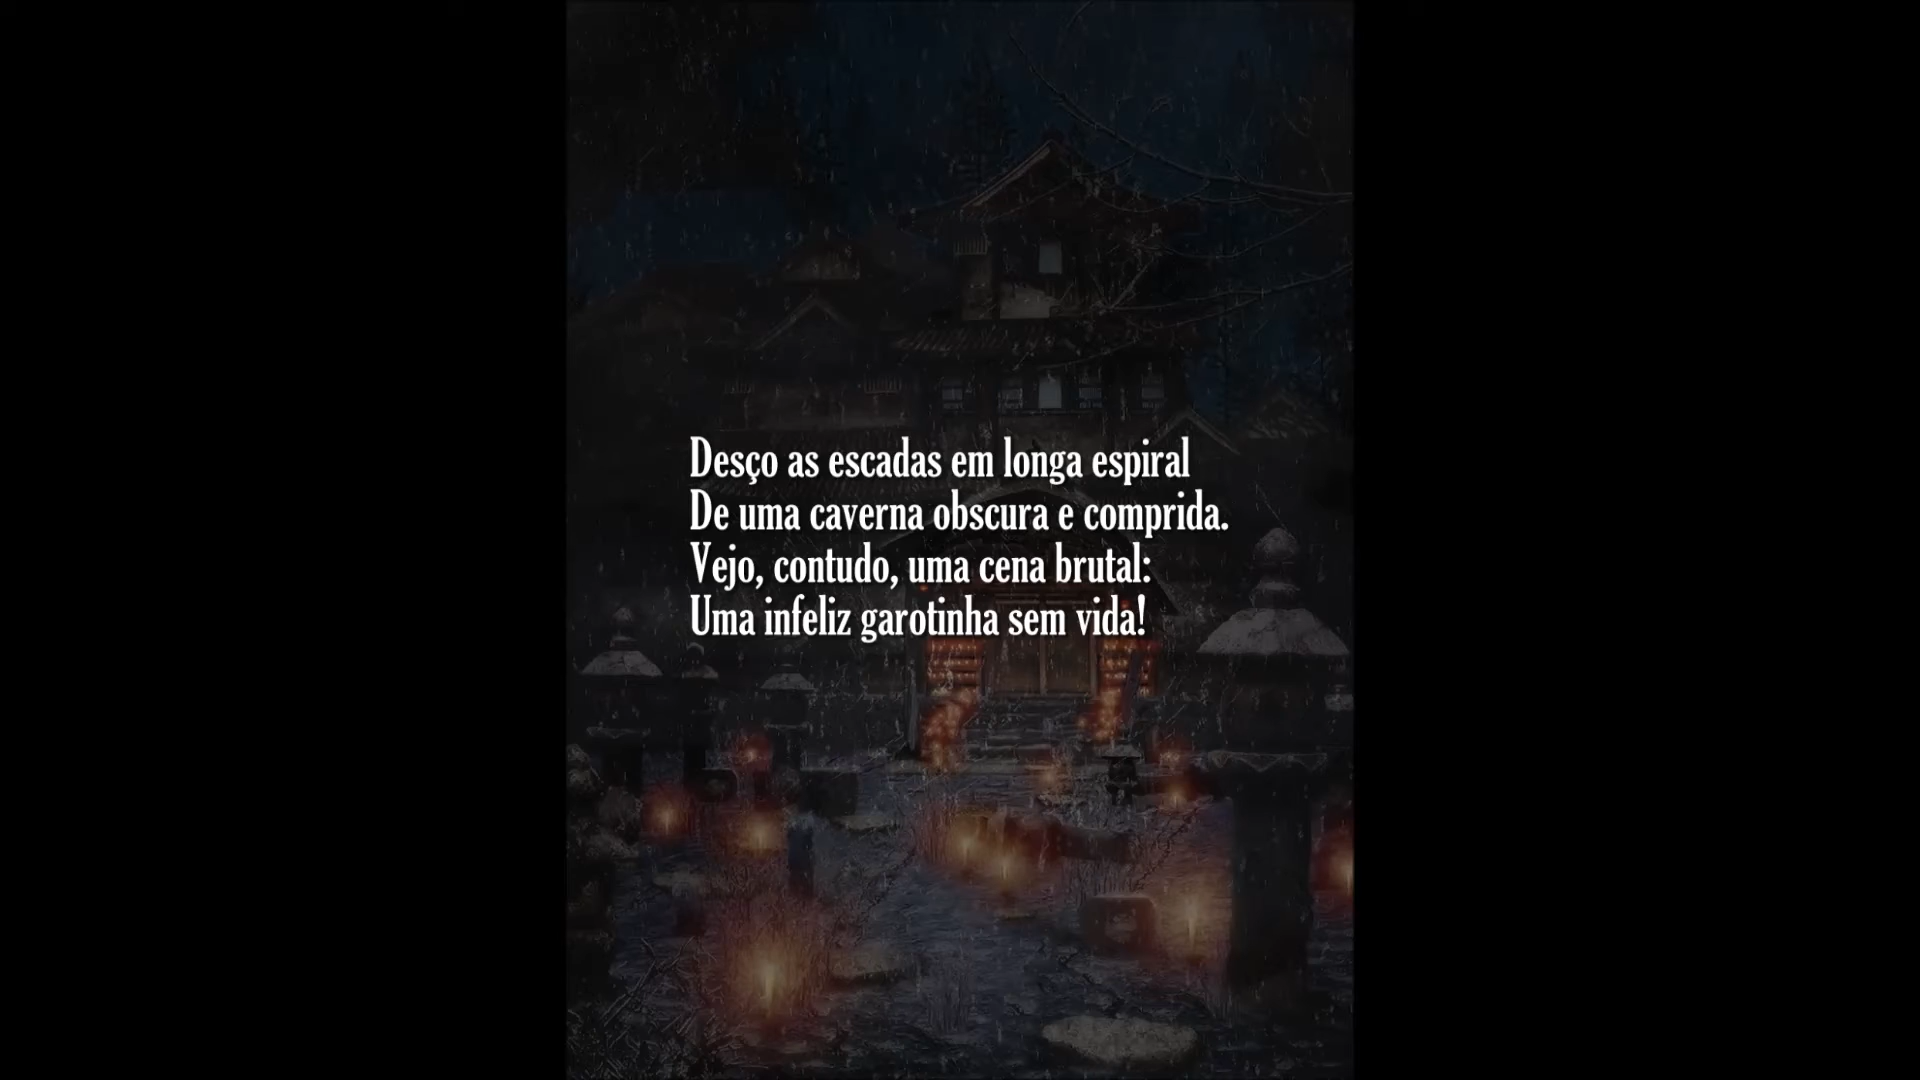 Desço as escadas em longa espiral
De uma caverna obscura e comprida.
Vejo, contudo, uma cena brutal:
Uma infeliz garotinha sem vida!